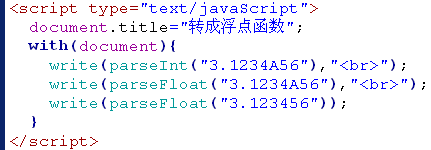 <script type="text/javaScript">
document.title="转成浮点函数";
with(document){
write(parseInt("3.1234A56"),"<br>");
write(parseFloat("3.1234A56"),"<br>");
write(parseFloat("3.123456"));
}
</script>